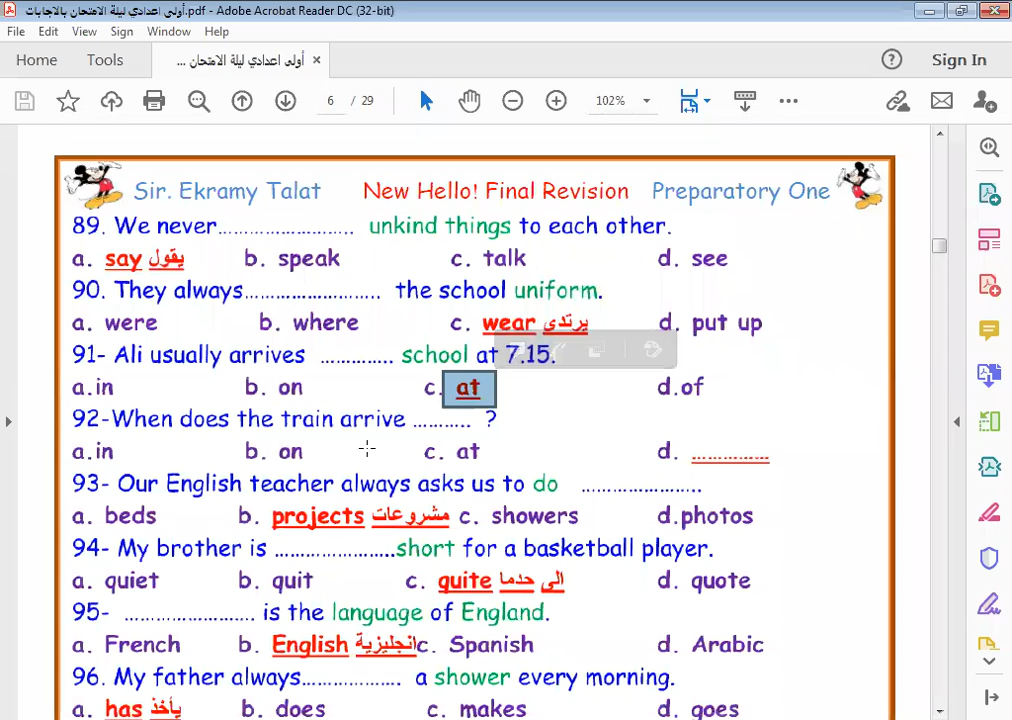 أولى اعدادي ليلة الامتحان بالاجابات.pdf - Adobe Acrobat Reader DC (32-bit)
File Edit View Sign Window Help
Home Tools أولى اعدادي ليلة الامتحان ... × Sign In
6 / 29 102%
Sir. Ekramy Talat New Hello! Final Revision Preparatory One
89. We never........................ unkind things to each other.
a. say يقول b. speak c. talk d. see
90. They always........................ the school uniform.
a. were b. where c. wear يرتدى d. put up
91- Ali usually arrives ............. school at 7.15.
a.in b. on c. at d.of
92-When does the train arrive .......... ?
a.in b. on c. at d. ...............
93- Our English teacher always asks us to do ......................
a. beds b. projects مشروعات c. showers d.photos
94- My brother is ......................short for a basketball player.
a. quiet b. quit c. quite الى حدما d. quote
95- ....................... is the language of England.
a. French b. English انجليزية c. Spanish d. Arabic
96. My father always................... a shower every morning.
a. has يأخذ b. does c. makes d. goes